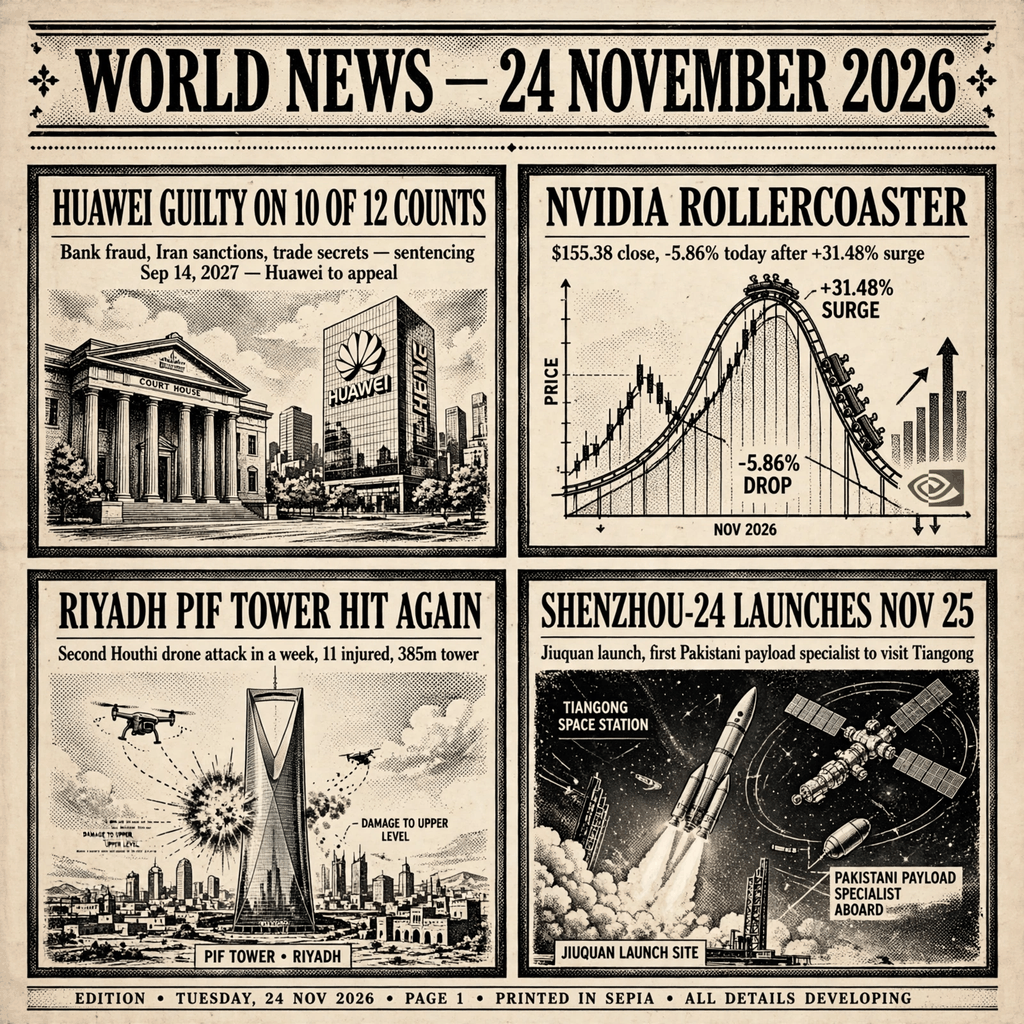 WORLD NEWS — 24 NOVEMBER 2026
HUAWEI GUILTY ON 10 OF 12 COUNTS
Bank fraud, Iran sanctions, trade secrets — sentencing
Sep 14, 2027 — Huawei to appeal
COURT HOUSE
HUAWEI
NVIDIA ROLLERCOASTER
$155.38 close, -5.86% today after +31.48% surge
+31.48%
SURGE
PRICE
-5.86%
DROP
NOV 2026
RIYADH PIF TOWER HIT AGAIN
Second Houthi drone attack in a week, 11 injured, 385m tower
DAMAGE TO UPPER
LEVEL
DAMAGE TO UPPER
UPPER LEVEL
PIF TOWER • RIYADH
SHENZHOU-24 LAUNCHES NOV 25
Jiuquan launch, first Pakistani payload specialist to visit Tiangong
TIANGONG
SPACE STATION
PAKISTANI PAYLOAD
SPECIALIST
ABOARD
JIUQUAN LAUNCH SITE
EDITION • TUESDAY, 24 NOV 2026 • PAGE 1 • PRINTED IN SEPIA • ALL DETAILS DEVELOPING